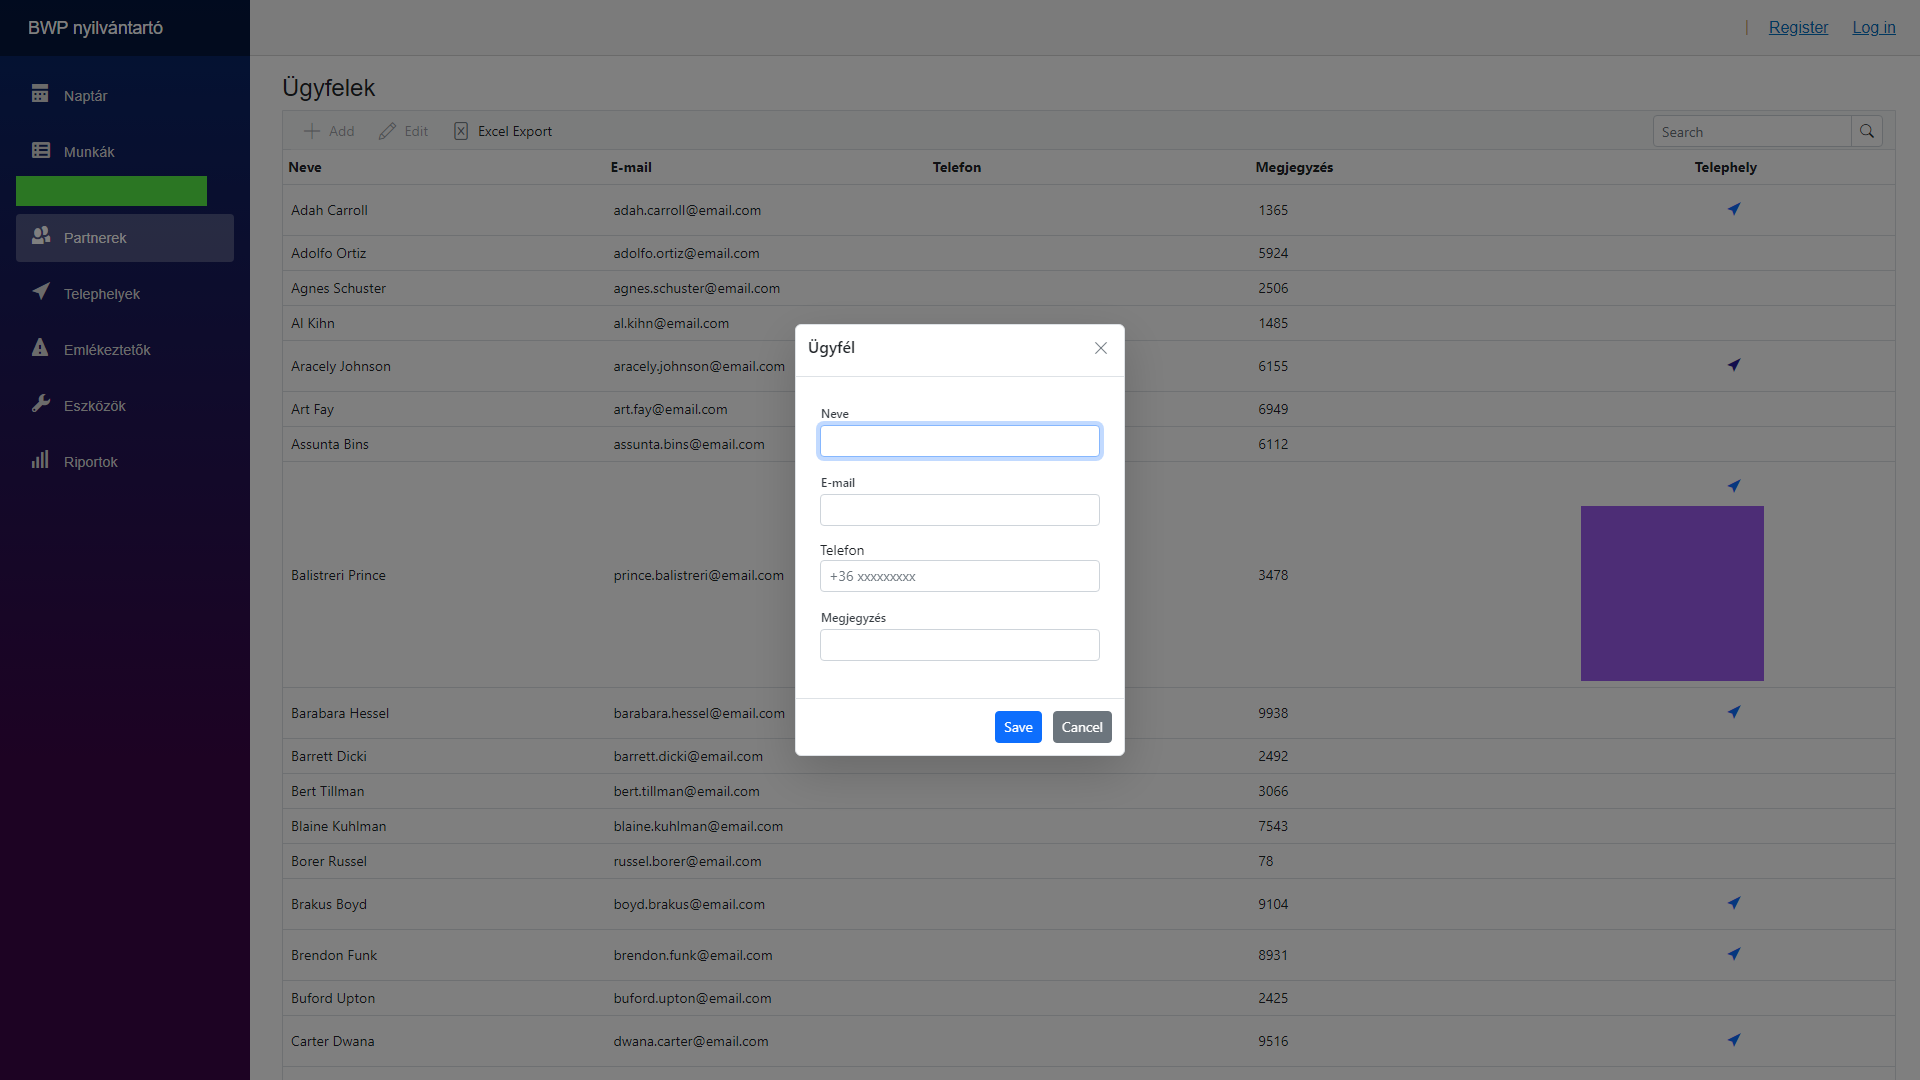 BWP nyilvántartó
Register
Log in
Naptár
Munkák
Partnerek
Telephelyek
Emlékeztetők
Eszközök
Riportok
Ügyfelek
Add
Edit
Excel Export
Search
Neve E-mail Telefon Megjegyzés Telephely
Adah Carroll adah.carroll@email.com 1365
Adolfo Ortiz adolfo.ortiz@email.com 5924
Agnes Schuster agnes.schuster@email.com 2506
Al Kihn al.kihn@email.com 1485
Aracely Johnson aracely.johnson@email.com 6155
Art Fay art.fay@email.com 6949
Assunta Bins assunta.bins@email.com 6112
Balistreri Prince prince.balistreri@email.com 3478
Barabara Hessel barabara.hessel@email.com 9938
Barrett Dicki barrett.dicki@email.com 2492
Bert Tillman bert.tillman@email.com 3066
Blaine Kuhlman blaine.kuhlman@email.com 7543
Borer Russel russel.borer@email.com 78
Brakus Boyd boyd.brakus@email.com 9104
Brendon Funk brendon.funk@email.com 8931
Buford Upton buford.upton@email.com 2425
Carter Dwana dwana.carter@email.com 9516
Ügyfél
Neve
E-mail
Telefon
+36 xxxxxxxxx
Megjegyzés
Save
Cancel